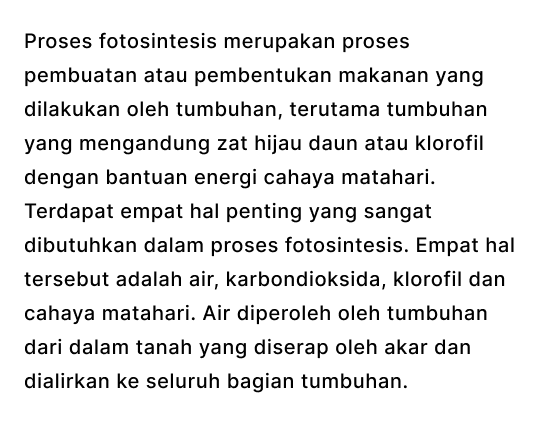 Proses fotosintesis merupakan proses
pembuatan atau pembentukan makanan yang
dilakukan oleh tumbuhan, terutama tumbuhan
yang mengandung zat hijau daun atau klorofil
dengan bantuan energi cahaya matahari.
Terdapat empat hal penting yang sangat
dibutuhkan dalam proses fotosintesis. Empat hal
tersebut adalah air, karbondioksida, klorofil dan
cahaya matahari. Air diperoleh oleh tumbuhan
dari dalam tanah yang diserap oleh akar dan
dialirkan ke seluruh bagian tumbuhan.